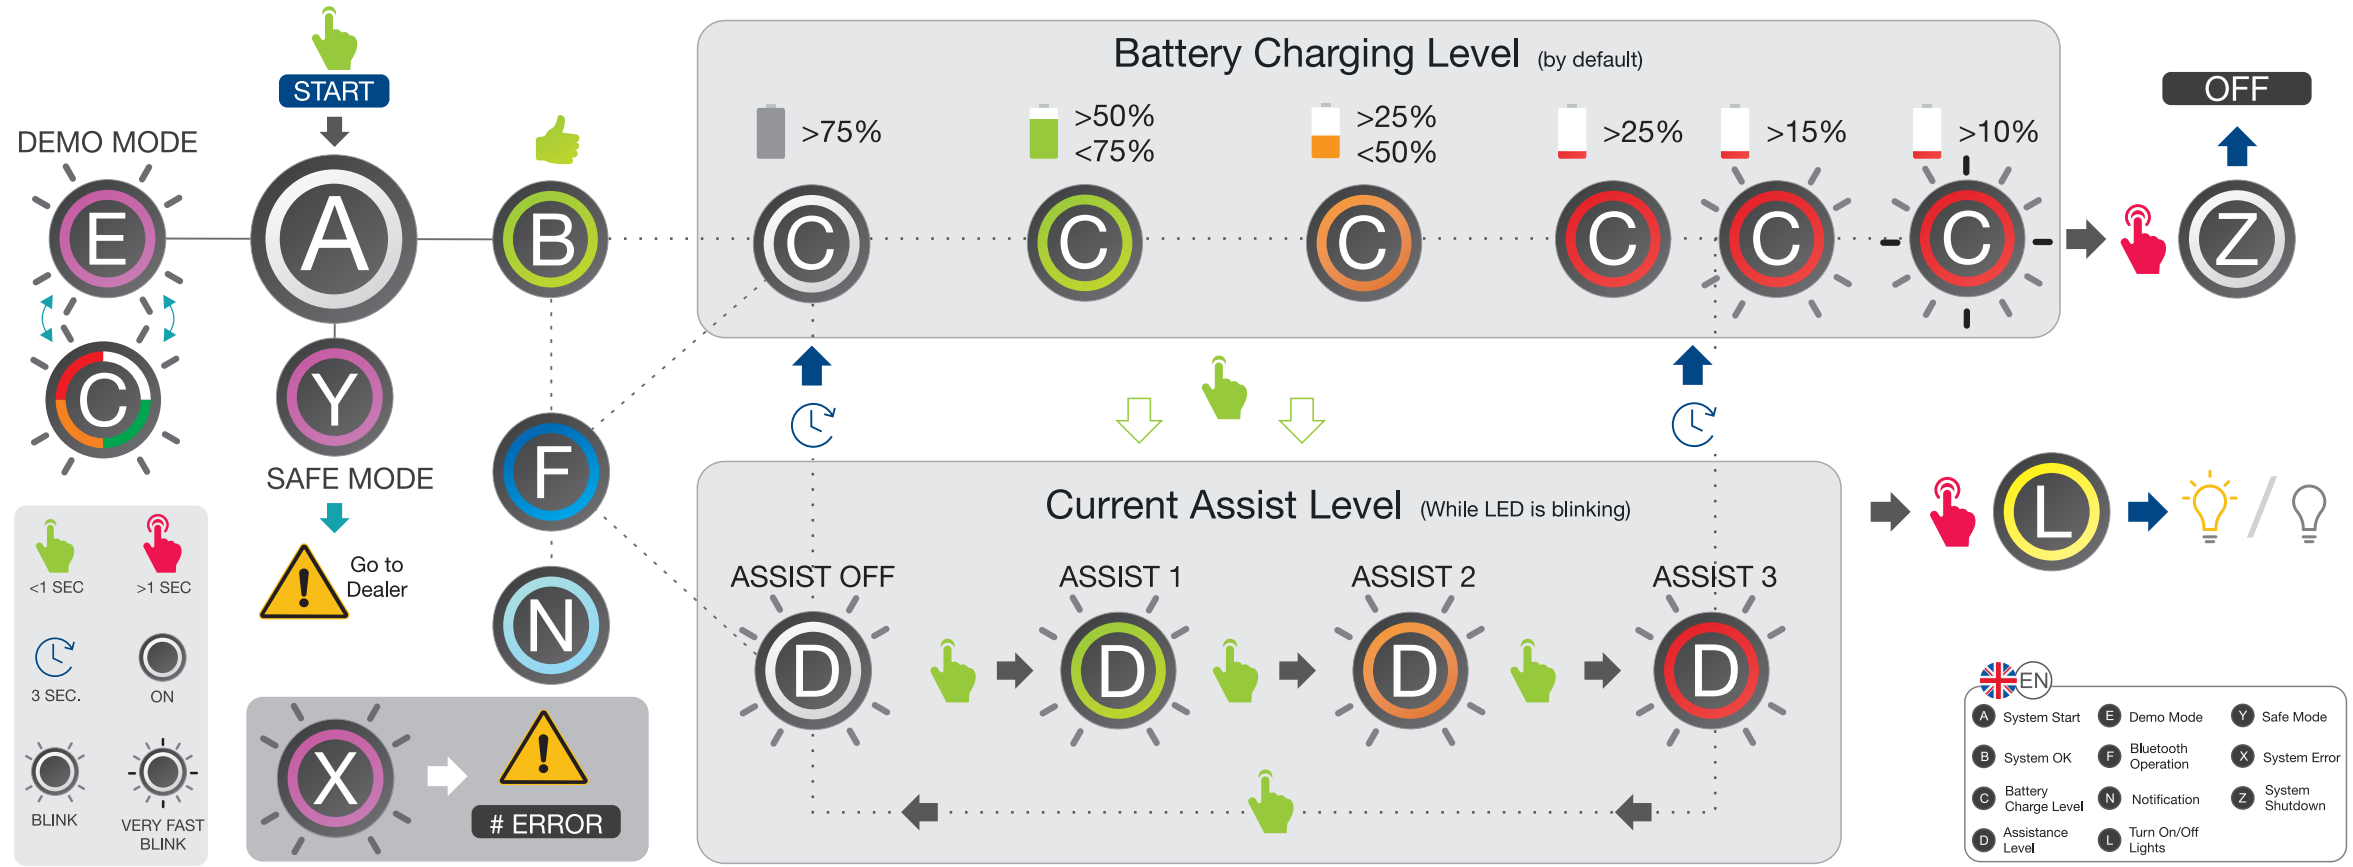 START
DEMO MODE
E
A
B
C
Y
SAFE MODE
Go to
Dealer
F
N
<1 SEC
>1 SEC
3 SEC.
ON
BLINK
VERY FAST
BLINK
X
# ERROR
Battery Charging Level (by default)
>75%
>50%
<75%
>25%
<50%
>25%
>15%
>10%
C
C
C
C
C
C
OFF
Z
Current Assist Level (While LED is blinking)
ASSIST OFF
ASSIST 1
ASSIST 2
ASSIST 3
D
D
D
D
L
EN
A System Start
B System OK
C Battery
Charge Level
D Assistance
Level
E Demo Mode
F Bluetooth
Operation
N Notification
L Turn On/Off
Lights
Y Safe Mode
X System Error
Z System
Shutdown